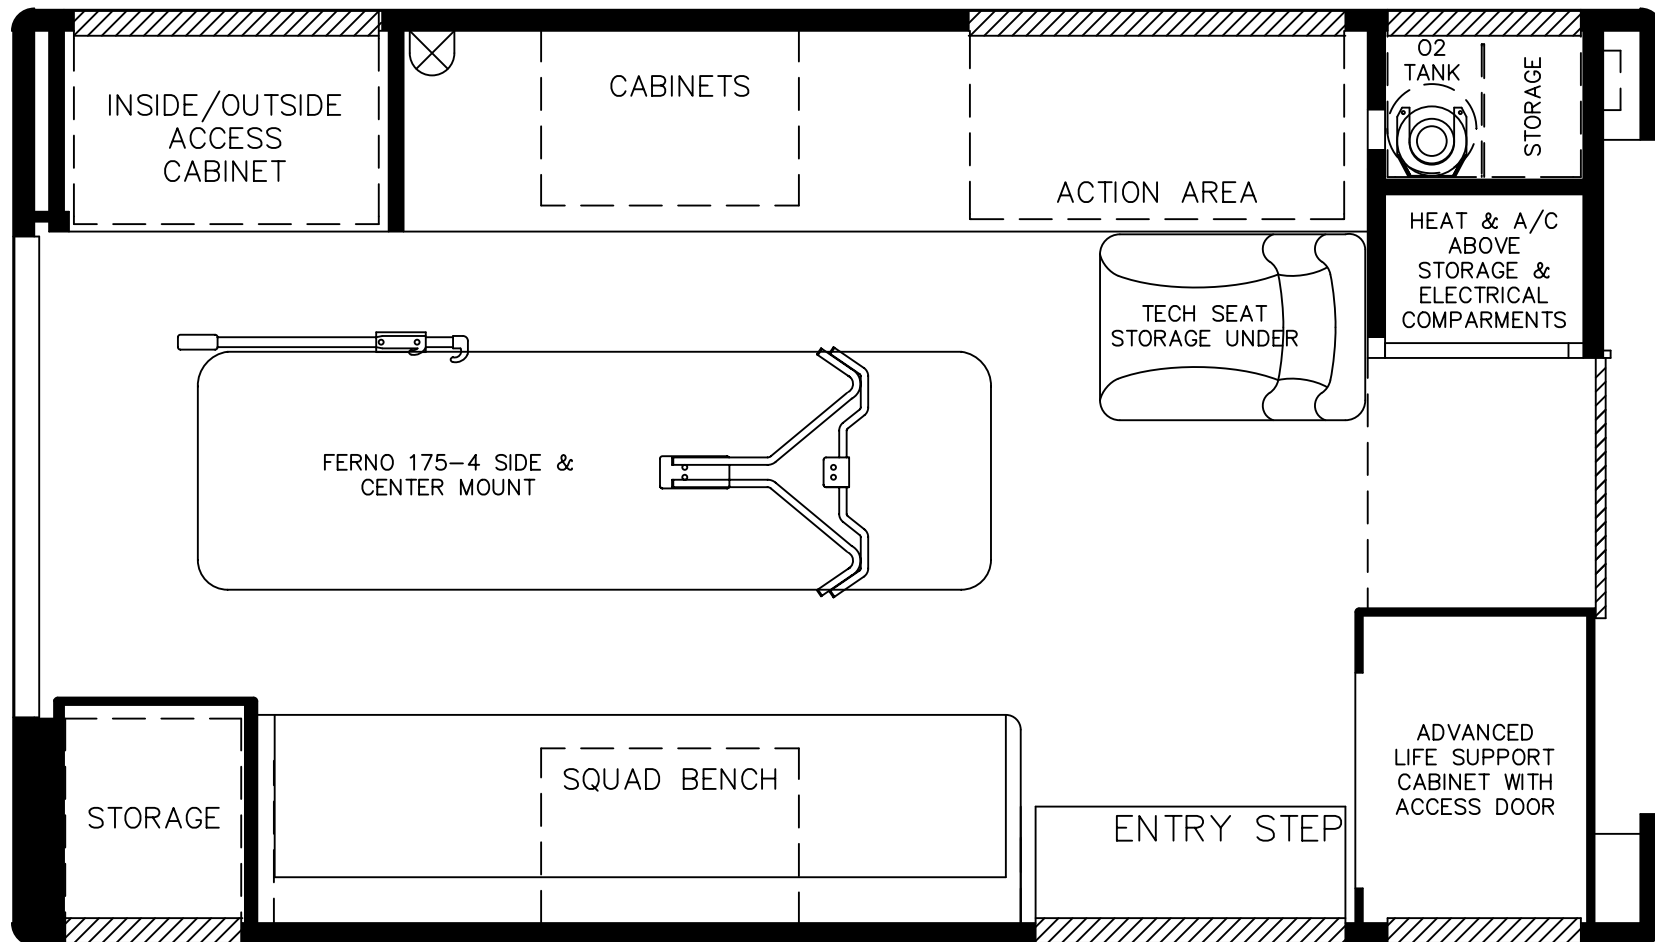 INSIDE/OUTSIDE
ACCESS
CABINET
CABINETS
ACTION AREA
O2
TANK
STORAGE
HEAT & A/C
ABOVE
STORAGE &
ELECTRICAL
COMPARMENTS
TECH SEAT
STORAGE UNDER
FERNO 175-4 SIDE &
CENTER MOUNT
STORAGE
SQUAD BENCH
ENTRY STEP
ADVANCED
LIFE SUPPORT
CABINET WITH
ACCESS DOOR